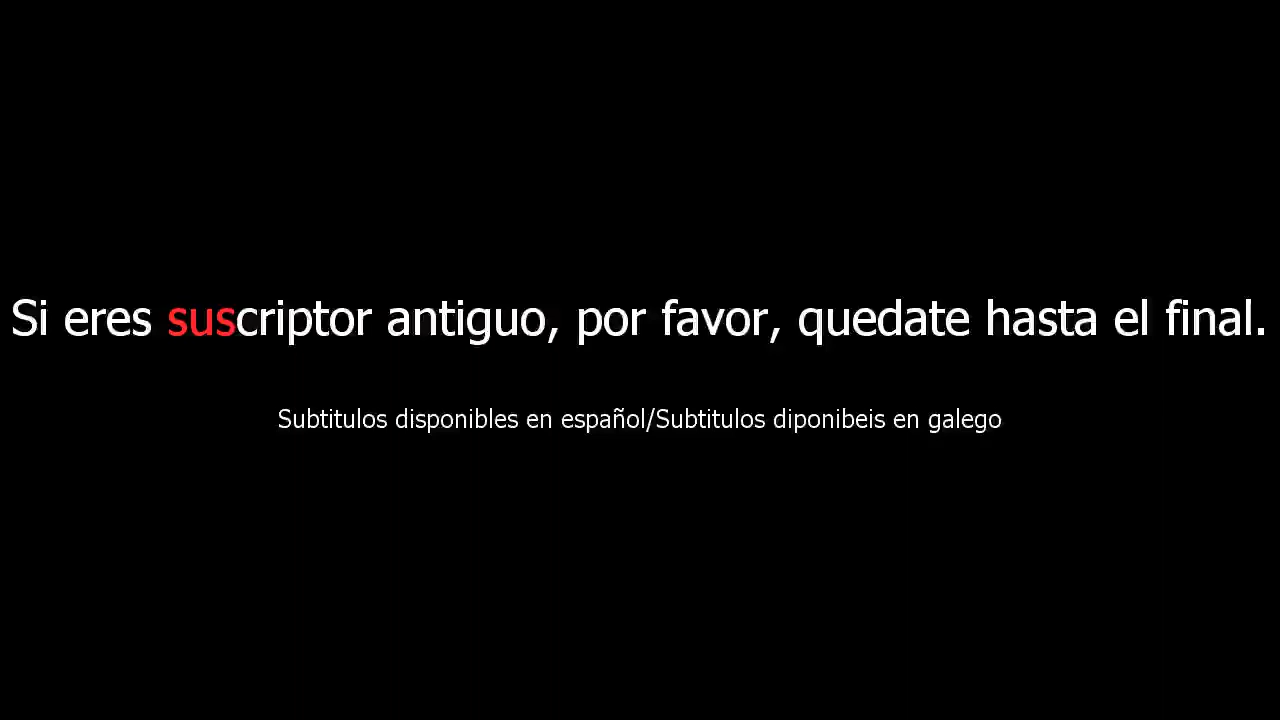 Si eres suscriptor antiguo, por favor, quedate hasta el final.
Subtitulos disponibles en español/Subtitulos diponibeis en galego